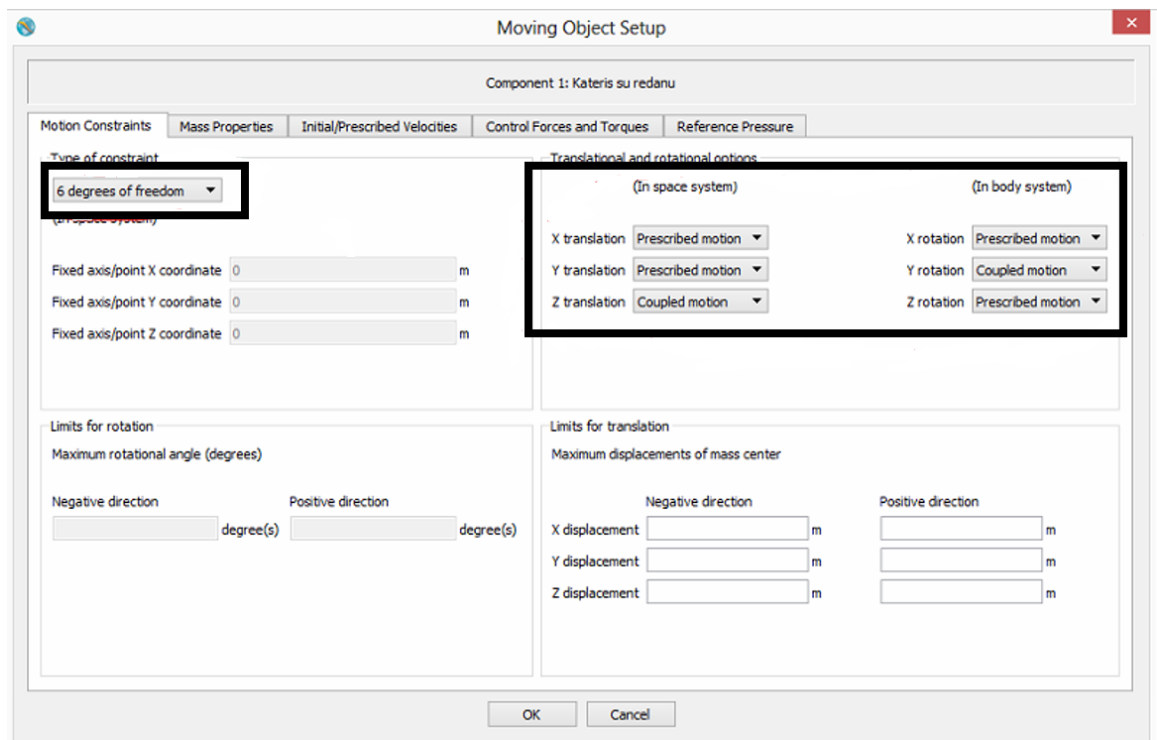 Moving Object Setup
Component 1: Kateris su redanu
Motion Constraints Mass Properties Initial/Prescribed Velocities Control Forces and Torques Reference Pressure
Type of constraint
6 degrees of freedom
(In space system)
Fixed axis/point X coordinate 0 m
Fixed axis/point Y coordinate 0 m
Fixed axis/point Z coordinate 0 m
Translational and rotational options
(In space system) (In body system)
X translation Prescribed motion X rotation Prescribed motion
Y translation Prescribed motion Y rotation Coupled motion
Z translation Coupled motion Z rotation Prescribed motion
Limits for rotation
Maximum rotational angle (degrees)
Negative direction Positive direction
degree(s) degree(s)
Limits for translation
Maximum displacements of mass center
Negative direction Positive direction
X displacement m m
Y displacement m m
Z displacement m m
OK Cancel